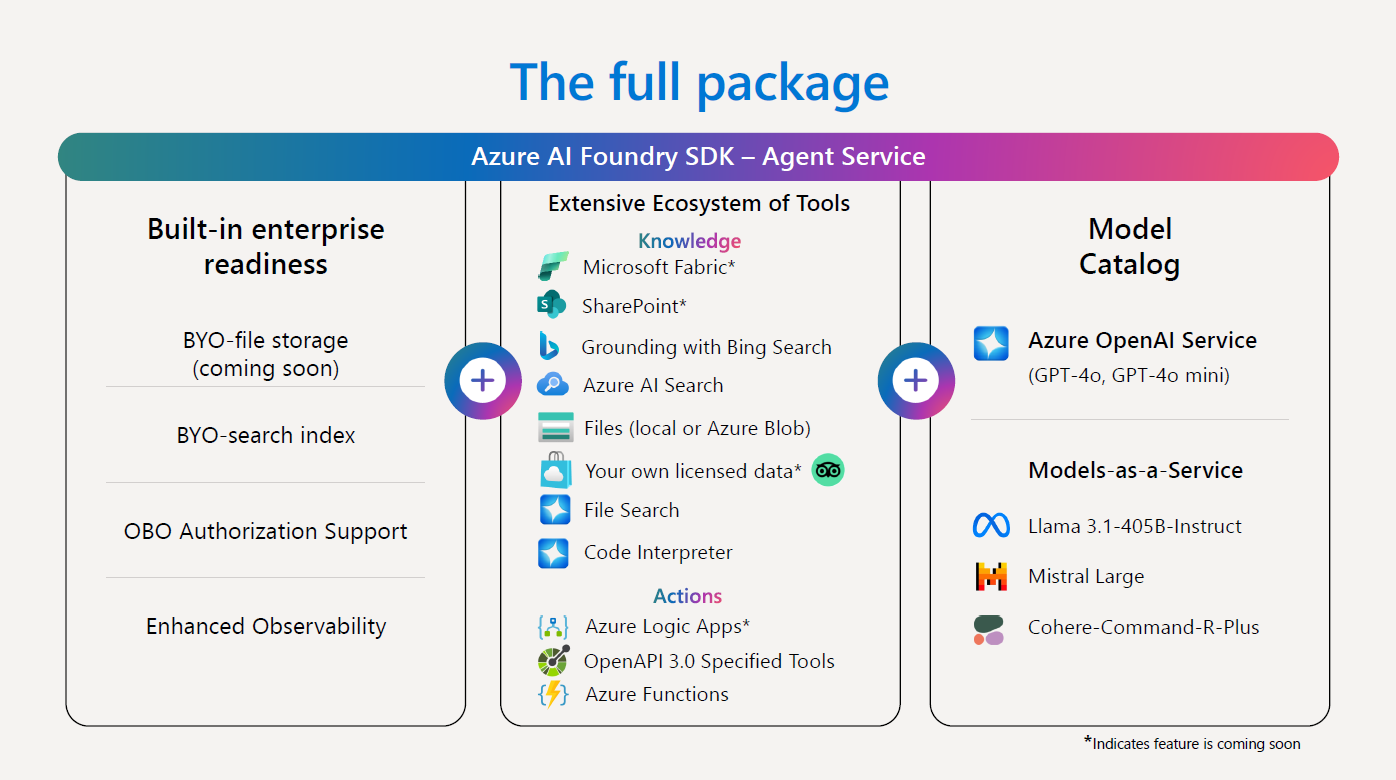 The full package
Azure AI Foundry SDK – Agent Service
Built-in enterprise
readiness
BYO-file storage
(coming soon)
BYO-search index
OBO Authorization Support
Enhanced Observability
Extensive Ecosystem of Tools
Knowledge
Microsoft Fabric*
S
SharePoint*
Grounding with Bing Search
Azure AI Search
Files (local or Azure Blob)
Your own licensed data*
File Search
Code Interpreter
Actions
Azure Logic Apps*
OpenAPI 3.0 Specified Tools
Azure Functions
Model
Catalog
Azure OpenAI Service
(GPT-4o, GPT-4o mini)
Models-as-a-Service
Llama 3.1-405B-Instruct
Mistral Large
Cohere-Command-R-Plus
*Indicates feature is coming soon